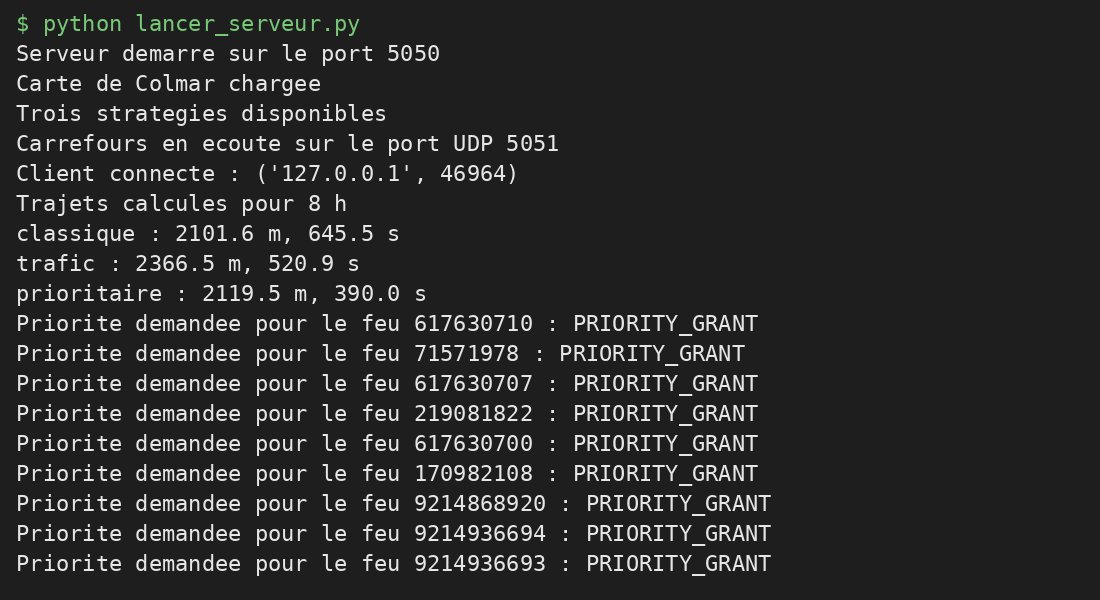 $ python lancer_serveur.py
Serveur demarre sur le port 5050
Carte de Colmar chargee
Trois strategies disponibles
Carrefours en ecoute sur le port UDP 5051
Client connecte : ('127.0.0.1', 46964)
Trajets calcules pour 8 h
classique : 2101.6 m, 645.5 s
trafic : 2366.5 m, 520.9 s
prioritaire : 2119.5 m, 390.0 s
Priorite demandee pour le feu 617630710 : PRIORITY_GRANT
Priorite demandee pour le feu 71571978 : PRIORITY_GRANT
Priorite demandee pour le feu 617630707 : PRIORITY_GRANT
Priorite demandee pour le feu 219081822 : PRIORITY_GRANT
Priorite demandee pour le feu 617630700 : PRIORITY_GRANT
Priorite demandee pour le feu 170982108 : PRIORITY_GRANT
Priorite demandee pour le feu 9214868920 : PRIORITY_GRANT
Priorite demandee pour le feu 9214936694 : PRIORITY_GRANT
Priorite demandee pour le feu 9214936693 : PRIORITY_GRANT